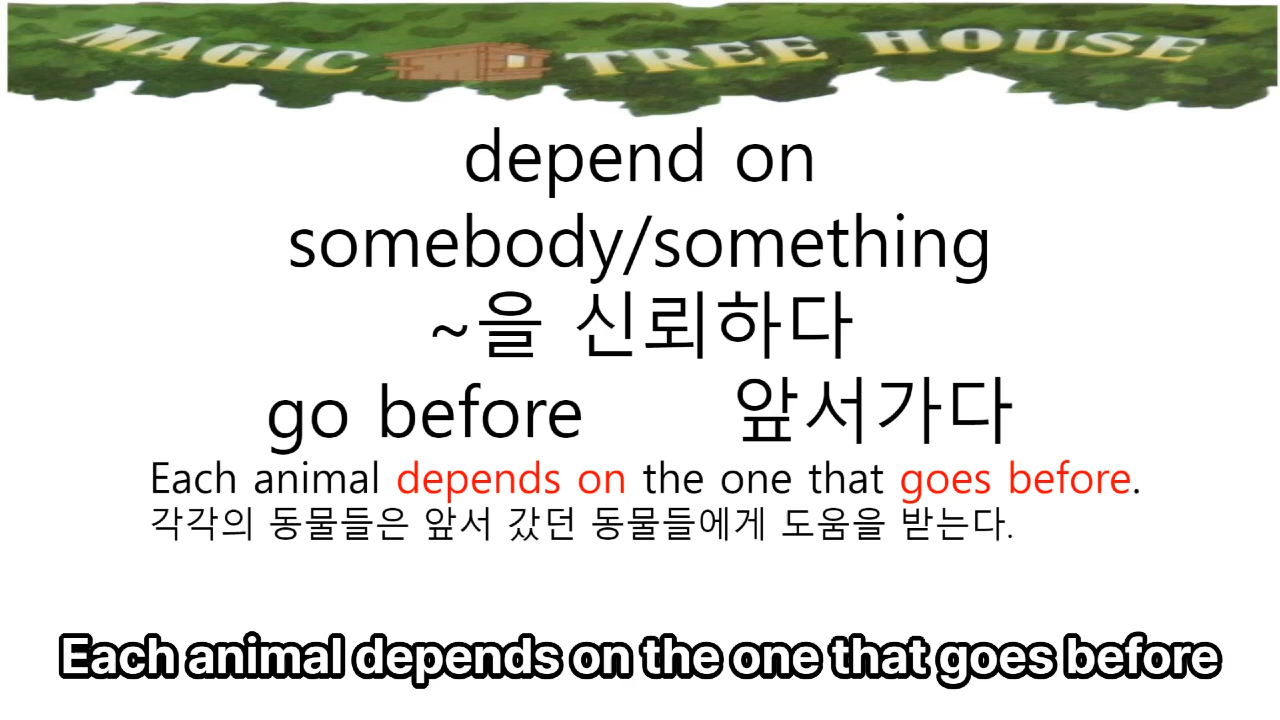 MAGIC TREE HOUSE
depend on
somebody/something
~을 신뢰하다
go before 앞서가다
Each animal depends on the one that goes before.
각각의 동물들은 앞서 갔던 동물들에게 도움을 받는다.
Each animal depends on the one that goes before